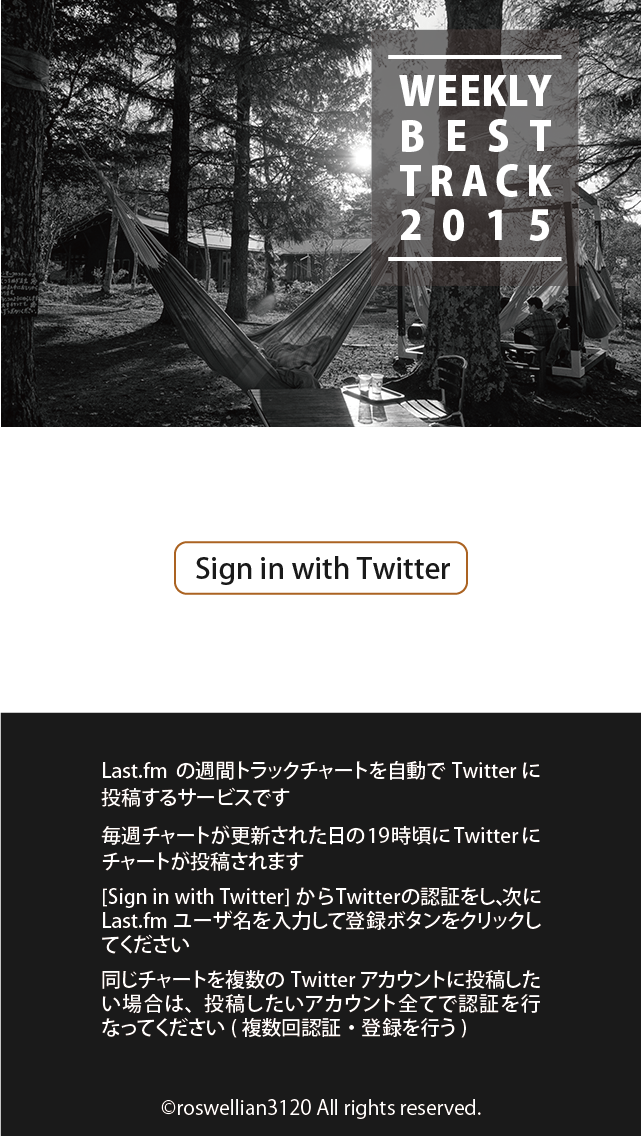 WEEKLY
BEST
TRACK
2015
Sign in with Twitter
Last.fm の週間トラックチャートを自動で Twitter に
投稿するサービスです
毎週チャートが更新された日の19時頃にTwitterに
チャートが投稿されます
[Sign in with Twitter] からTwitterの認証をし、次に
Last.fm ユーザ名を入力して登録ボタンをクリックし
てください
同じチャートを複数の Twitter アカウントに投稿した
い場合は、投稿したいアカウント全てで認証を行
なってください ( 複数回認証・登録を行う )
©roswellian3120 All rights reserved.